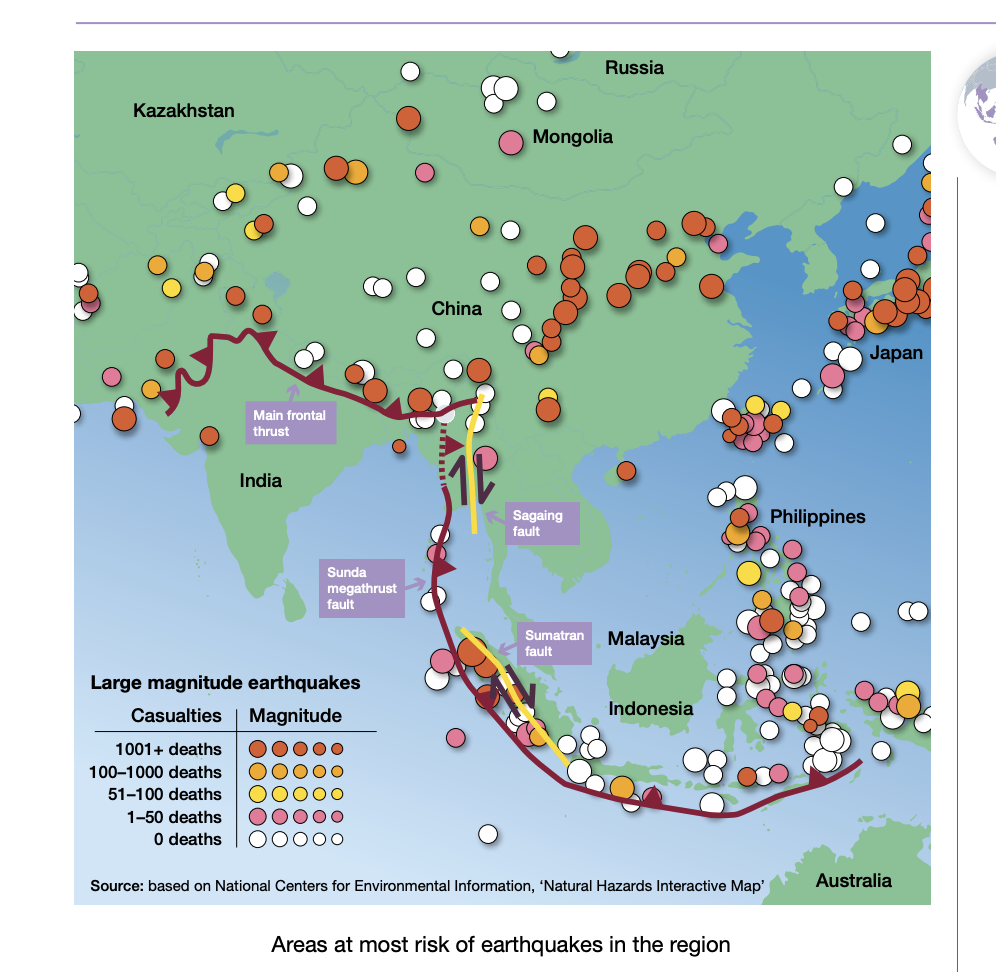 Russia
Kazakhstan
Mongolia
China
Japan
Main frontal
thrust
India
Sagaing
fault
Philippines
Sunda
megathrust
fault
Sumatran
fault
Malaysia
Indonesia
Large magnitude earthquakes
Casualties Magnitude
1001+ deaths
100–1000 deaths
51–100 deaths
1–50 deaths
0 deaths
Source: based on National Centers for Environmental Information, ‘Natural Hazards Interactive Map’
Australia
Areas at most risk of earthquakes in the region